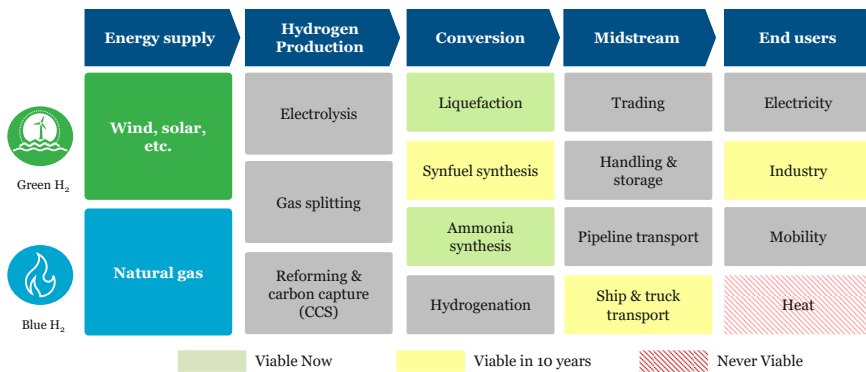 Energy supply
Hydrogen
Production
Conversion
Midstream
End users
Green H₂
Wind, solar,
etc.
Blue H₂
Natural gas
Electrolysis
Gas splitting
Reforming &
carbon capture
(CCS)
Liquefaction
Synfuel synthesis
Ammonia
synthesis
Hydrogenation
Trading
Handling &
storage
Pipeline transport
Ship & truck
transport
Electricity
Industry
Mobility
Heat
Viable Now
Viable in 10 years
Never Viable